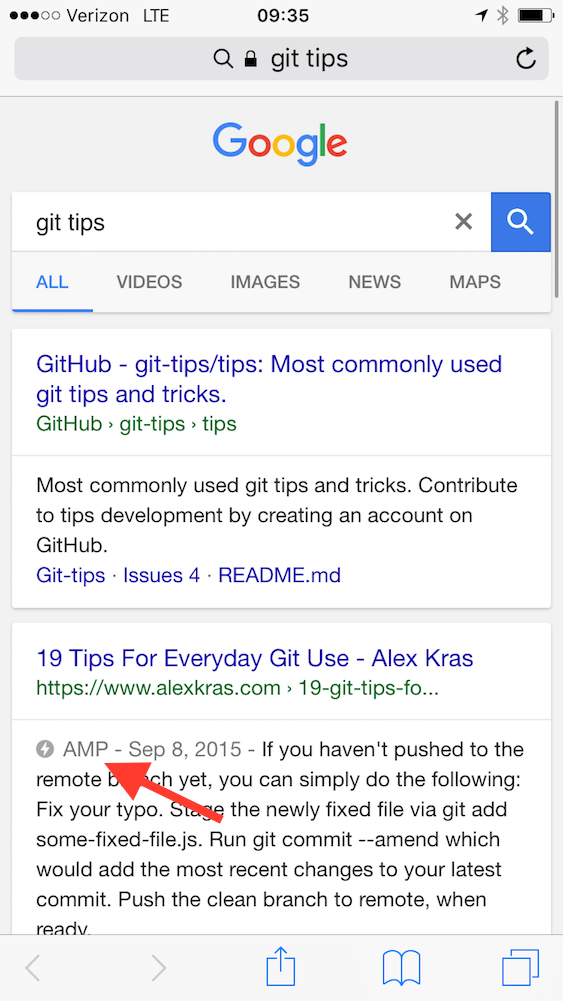 Verizon LTE 09:35
git tips
Google
git tips
ALL VIDEOS IMAGES NEWS MAPS
GitHub - git-tips/tips: Most commonly used
git tips and tricks.
GitHub › git-tips › tips
Most commonly used git tips and tricks. Contribute
to tips development by creating an account on
GitHub.
Git-tips · Issues 4 · README.md
19 Tips For Everyday Git Use - Alex Kras
https://www.alexkras.com › 19-git-tips-fo...
AMP - Sep 8, 2015 - If you haven't pushed to the
remote branch yet, you can simply do the following:
Fix your typo. Stage the newly fixed file via git add
some-fixed-file.js. Run git commit --amend which
would add the most recent changes to your latest
commit. Push the clean branch to remote, when
ready.